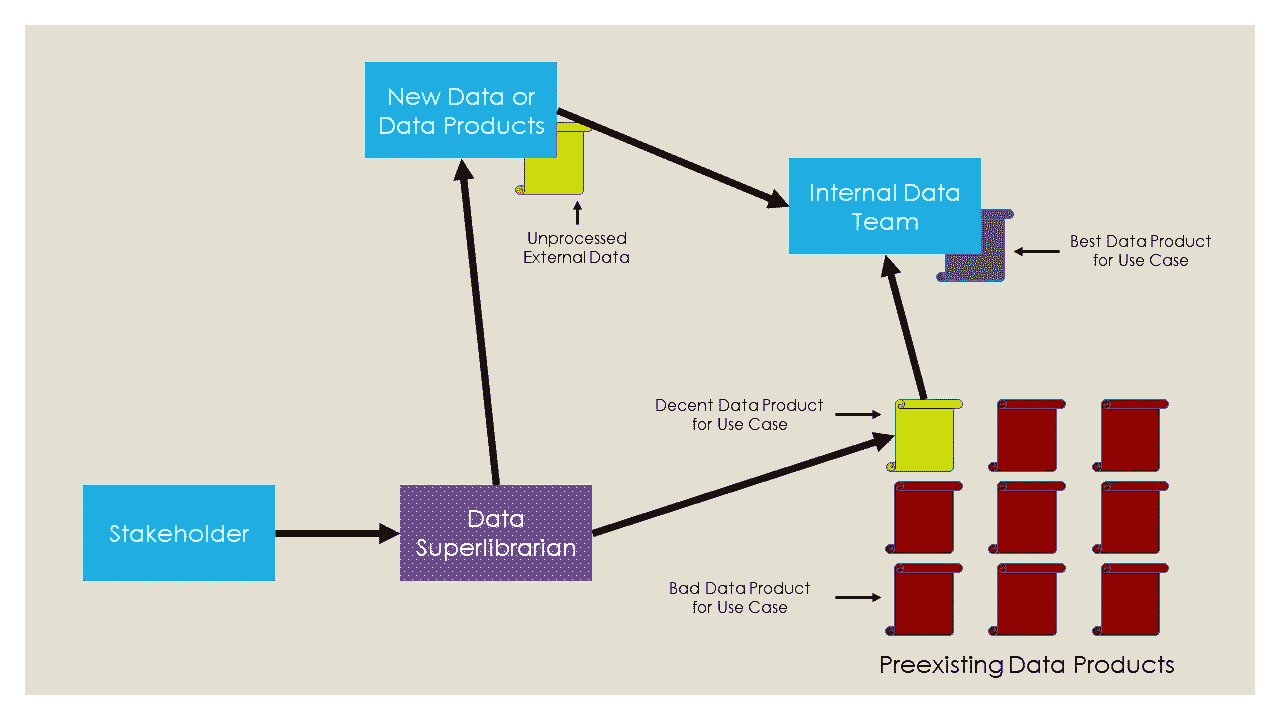 New Data or
Data Products
Unprocessed
External Data
Internal Data
Team
Best Data Product
for Use Case
Decent Data Product
for Use Case
Stakeholder
Data
Superlibrarian
Bad Data Product
for Use Case
Preexisting Data Products